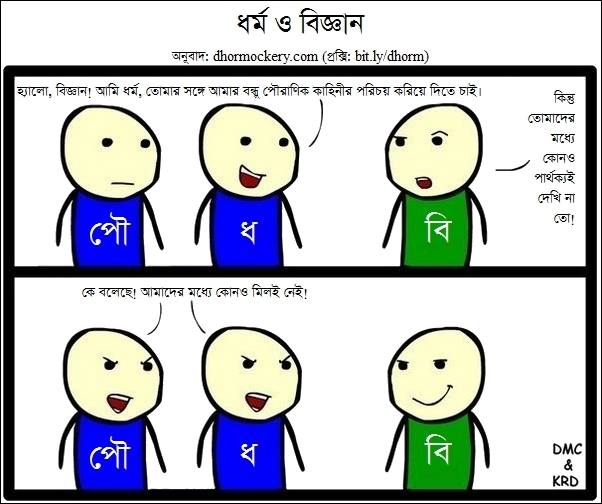 ধর্ম ও বিজ্ঞান
অনুবাদ: dhormockery.com (প্রক্সি: bit.ly/dhorm)
হ্যালো, বিজ্ঞান! আমি ধর্ম, তোমার সঙ্গে আমার বন্ধু পৌরাণিক কাহিনীর পরিচয় করিয়ে দিতে চাই।
কিন্তু
তোমাদের
মধ্যে
কোনও
পার্থক্যই
দেখি না
তো!
পৌ
ধ
বি
কে বলেছে! আমাদের মধ্যে কোনও মিলই নেই!
পৌ
ধ
বি
DMC
&
KRD